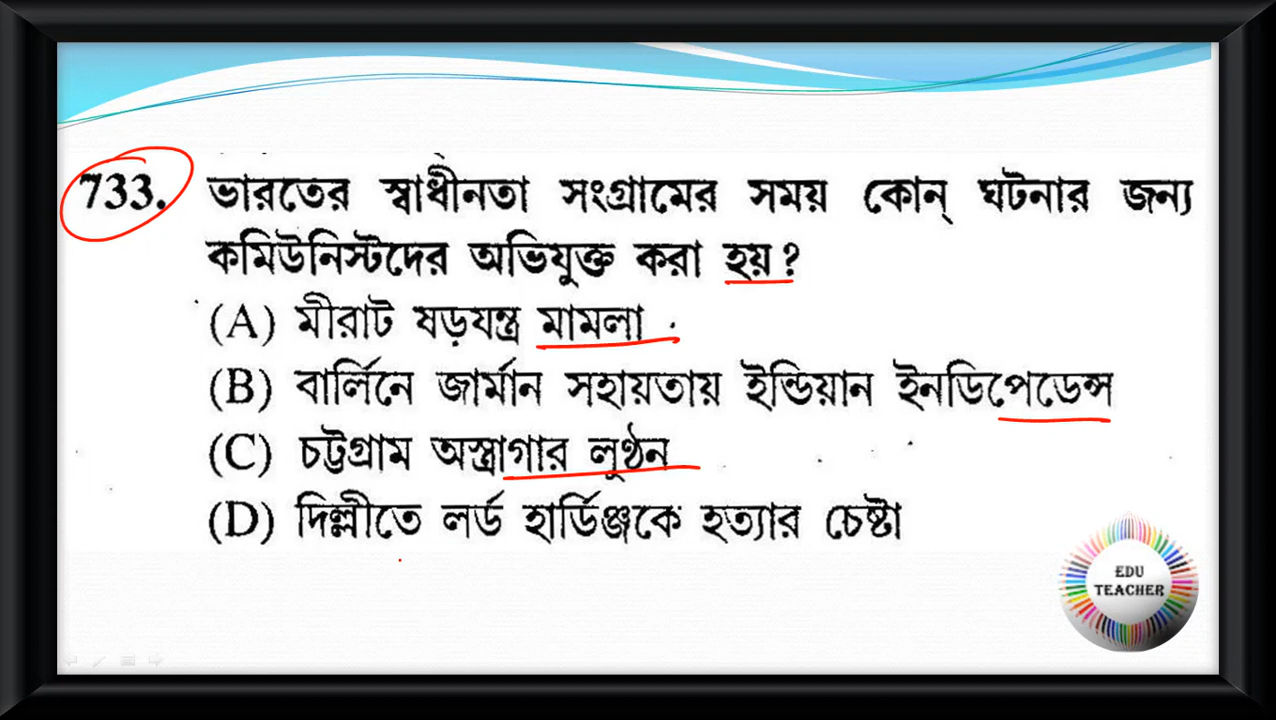 733. ভারতের স্বাধীনতা সংগ্রামের সময় কোন্ ঘটনার জন্য
কমিউনিস্টদের অভিযুক্ত করা হয়?
(A) মীরাট ষড়যন্ত্র মামলা
(B) বার্লিনে জার্মান সহায়তায় ইন্ডিয়ান ইনডিপেডেন্স
(C) চট্টগ্রাম অস্ত্রাগার লুণ্ঠন
(D) দিল্লীতে লর্ড হার্ডিঞ্জকে হত্যার চেষ্টা
EDU
TEACHER